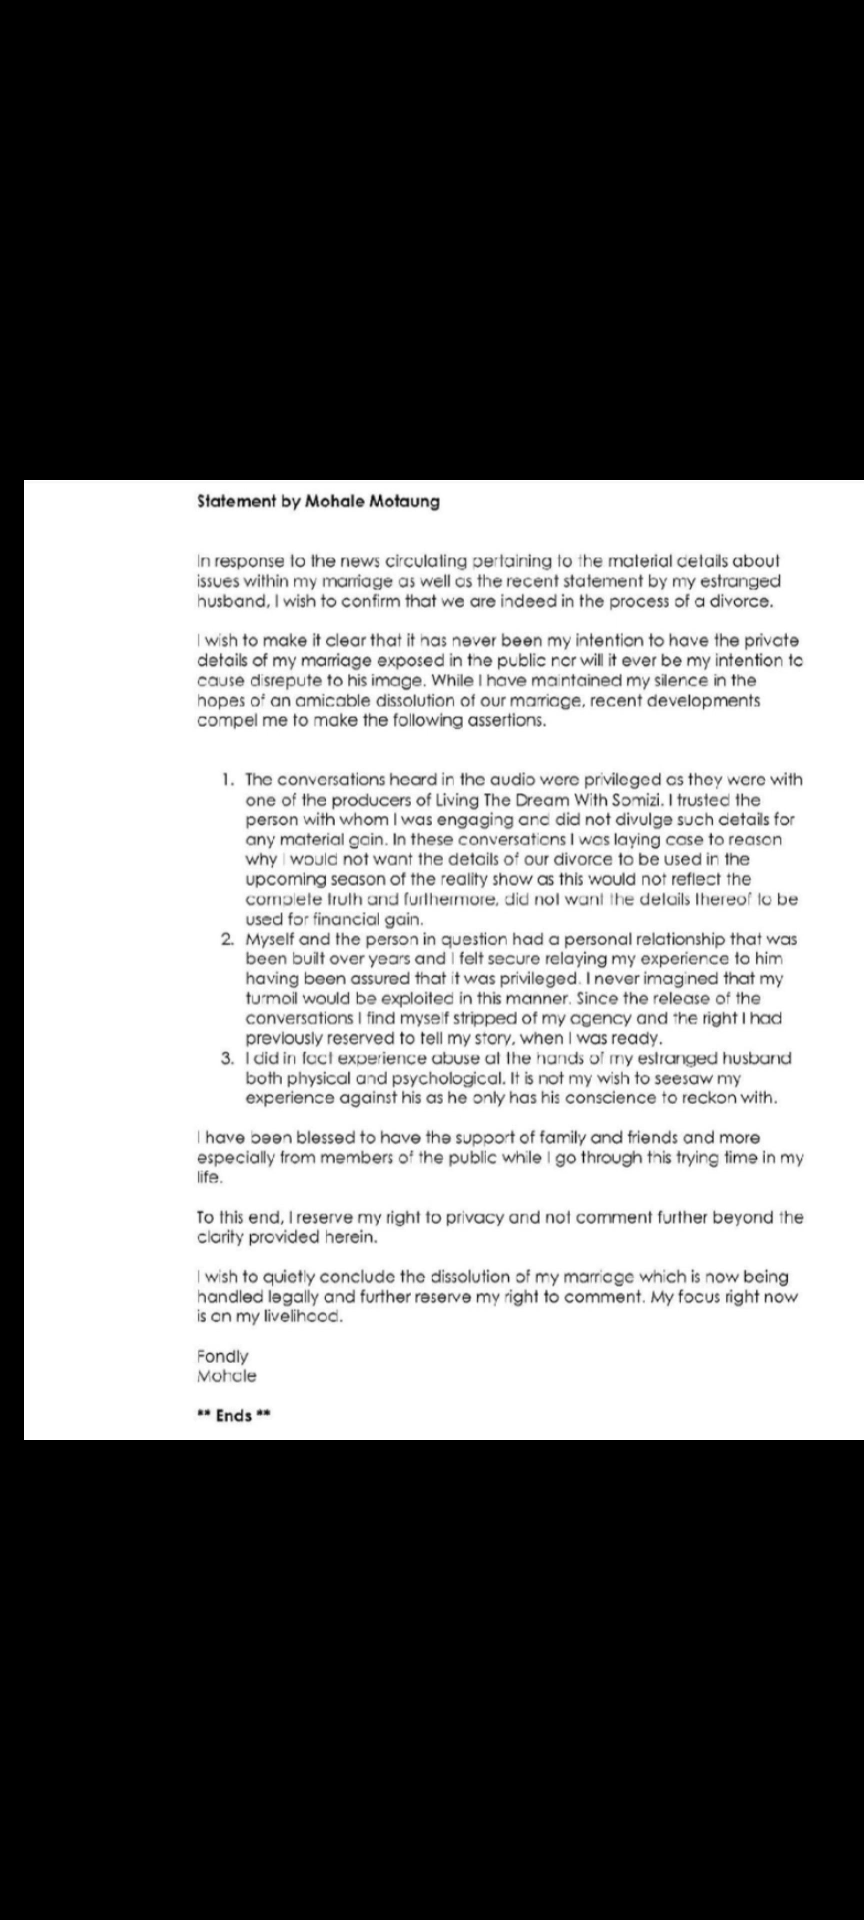 Statement by Mohale Motaung
In response to the news circulating pertaining to the material details about
issues within my marriage as well as the recent statement by my estranged
husband, I wish to confirm that we are indeed in the process of a divorce.
I wish to make it clear that it has never been my intention to have the private
details of my marriage exposed in the public nor will it ever be my intention to
cause disrepute to his image. While I have maintained my silence in the
hopes of an amicable dissolution of our marriage, recent developments
compel me to make the following assertions.
1. The conversations heard in the audio were privileged as they were with
one of the producers of Living The Dream With Somizi. I trusted the
person with whom I was engaging and did not divulge such details for
any material gain. In these conversations I was laying case to reason
why I would not want the details of our divorce to be used in the
upcoming season of the reality show as this would not reflect the
complete truth and furthermore, did not want the details thereof to be
used for financial gain.
2. Myself and the person in question had a personal relationship that was
been built over years and I felt secure relaying my experience to him
having been assured that it was privileged. I never imagined that my
turmoil would be exploited in this manner. Since the release of the
conversations I find myself stripped of my agency and the right I had
previously reserved to tell my story, when I was ready.
3. I did in fact experience abuse at the hands of my estranged husband
both physical and psychological. It is not my wish to seesaw my
experience against his as he only has his conscience to reckon with.
I have been blessed to have the support of family and friends and more
especially from members of the public while I go through this trying time in my
life.
To this end, I reserve my right to privacy and not comment further beyond the
clarity provided herein.
I wish to quietly conclude the dissolution of my marriage which is now being
handled legally and further reserve my right to comment. My focus right now
is on my livelihood.
Fondly
Mohale
** Ends **